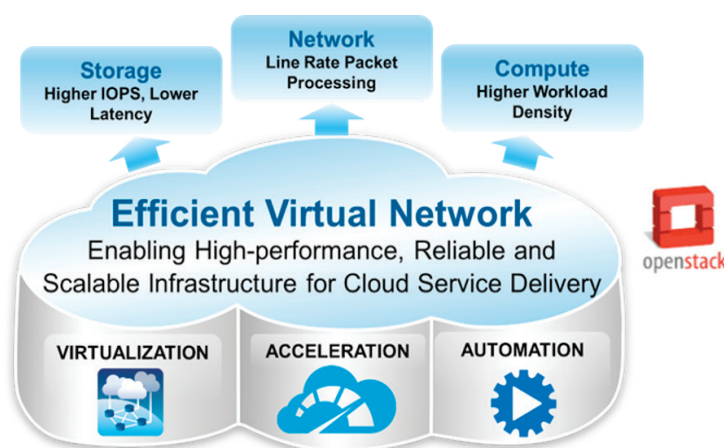 Network
Line Rate Packet
Processing
Storage
Higher IOPS, Lower
Latency
Compute
Higher Workload
Density
Efficient Virtual Network
Enabling High-performance, Reliable and
Scalable Infrastructure for Cloud Service Delivery
openstack
VIRTUALIZATION
ACCELERATION
AUTOMATION